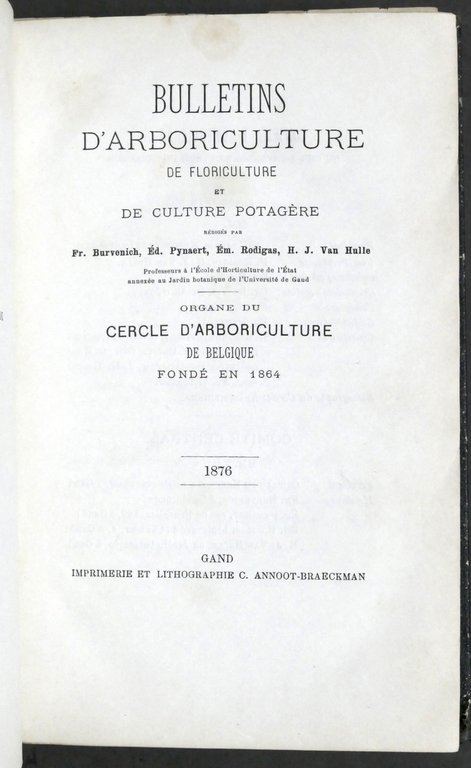 BULLETINS
D'ARBORICULTURE
DE FLORICULTURE
ET
DE CULTURE POTAGÈRE
RÉDIGÉS PAR
Fr. Burvenich, Éd. Pynaert, Ém. Rodigas, H. J. Van Hulle
Professeurs à l'École d'Horticulture de l'État
annexée au Jardin botanique de l'Université de Gand
ORGANE DU
CERCLE D'ARBORICULTURE
DE BELGIQUE
FONDÉ EN 1864
1876
GAND
IMPRIMERIE ET LITHOGRAPHIE C. ANNOOT-BRAECKMAN